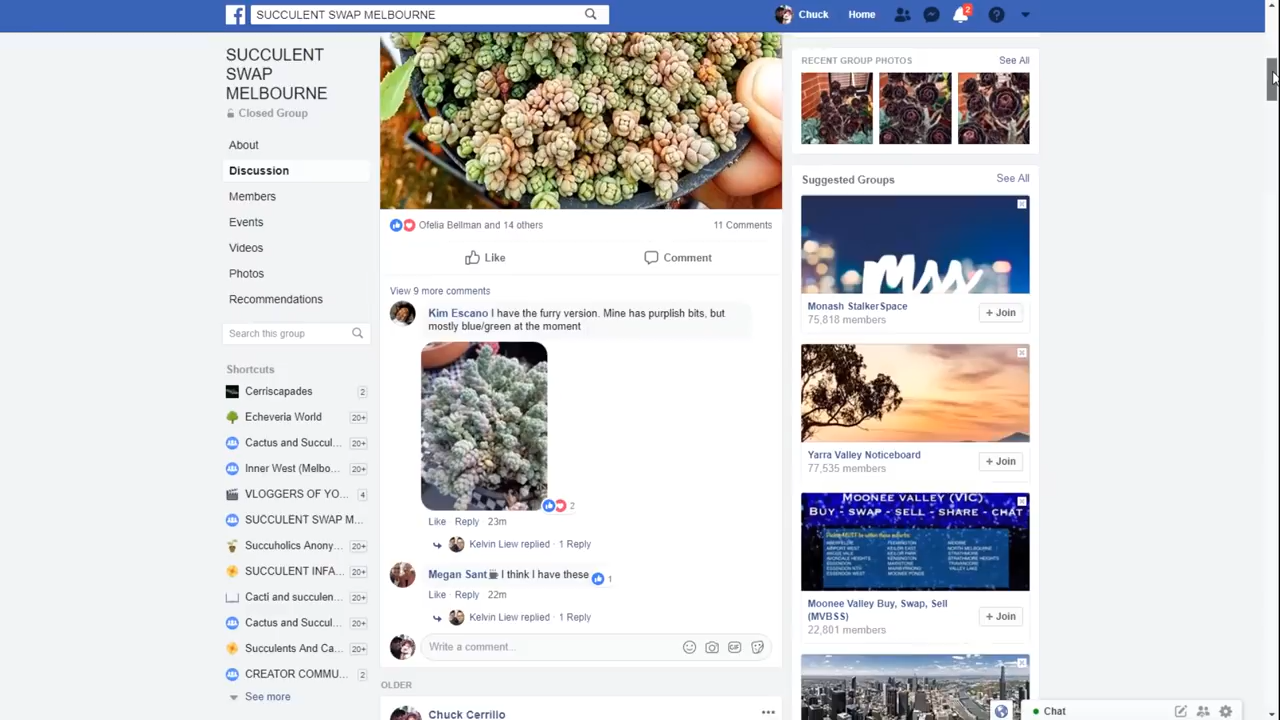 SUCCULENT SWAP MELBOURNE
Chuck
Home
2
SUCCULENT
SWAP
MELBOURNE
Closed Group
About
Discussion
Members
Events
Videos
Photos
Recommendations
Search this group
Shortcuts
Cerriscapades 2
Echeveria World 20+
Cactus and Succul... 20+
Inner West (Melbo... 20+
VLOGGERS OF YO... 4
SUCCULENT SWAP M...
Succuholics Anony... 20+
SUCCULENT INFA... 20+
Cacti and succulen... 20+
Cactus and Succul... 20+
Succulents And Ca... 20+
CREATOR COMMU... 2
See more
Ofelia Bellman and 14 others 11 Comments
Like Comment
View 9 more comments
Kim Escano I have the furry version. Mine has purplish bits, but
mostly blue/green at the moment
2
Like Reply 23m
Kelvin Liew replied · 1 Reply
Megan Sant I think I have these 1
Like Reply 22m
Kelvin Liew replied · 1 Reply
Write a comment...
GIF
OLDER
Chuck Cerrillo
RECENT GROUP PHOTOS See All
Suggested Groups See All
Monash StalkerSpace
75,818 members
+ Join
Yarra Valley Noticeboard
77,535 members
+ Join
MOONEE VALLEY (VIC)
BUY - SWAP - SELL - SHARE - CHAT
Moonee Valley Buy, Swap, Sell
(MVBSS)
22,801 members
+ Join
Chat